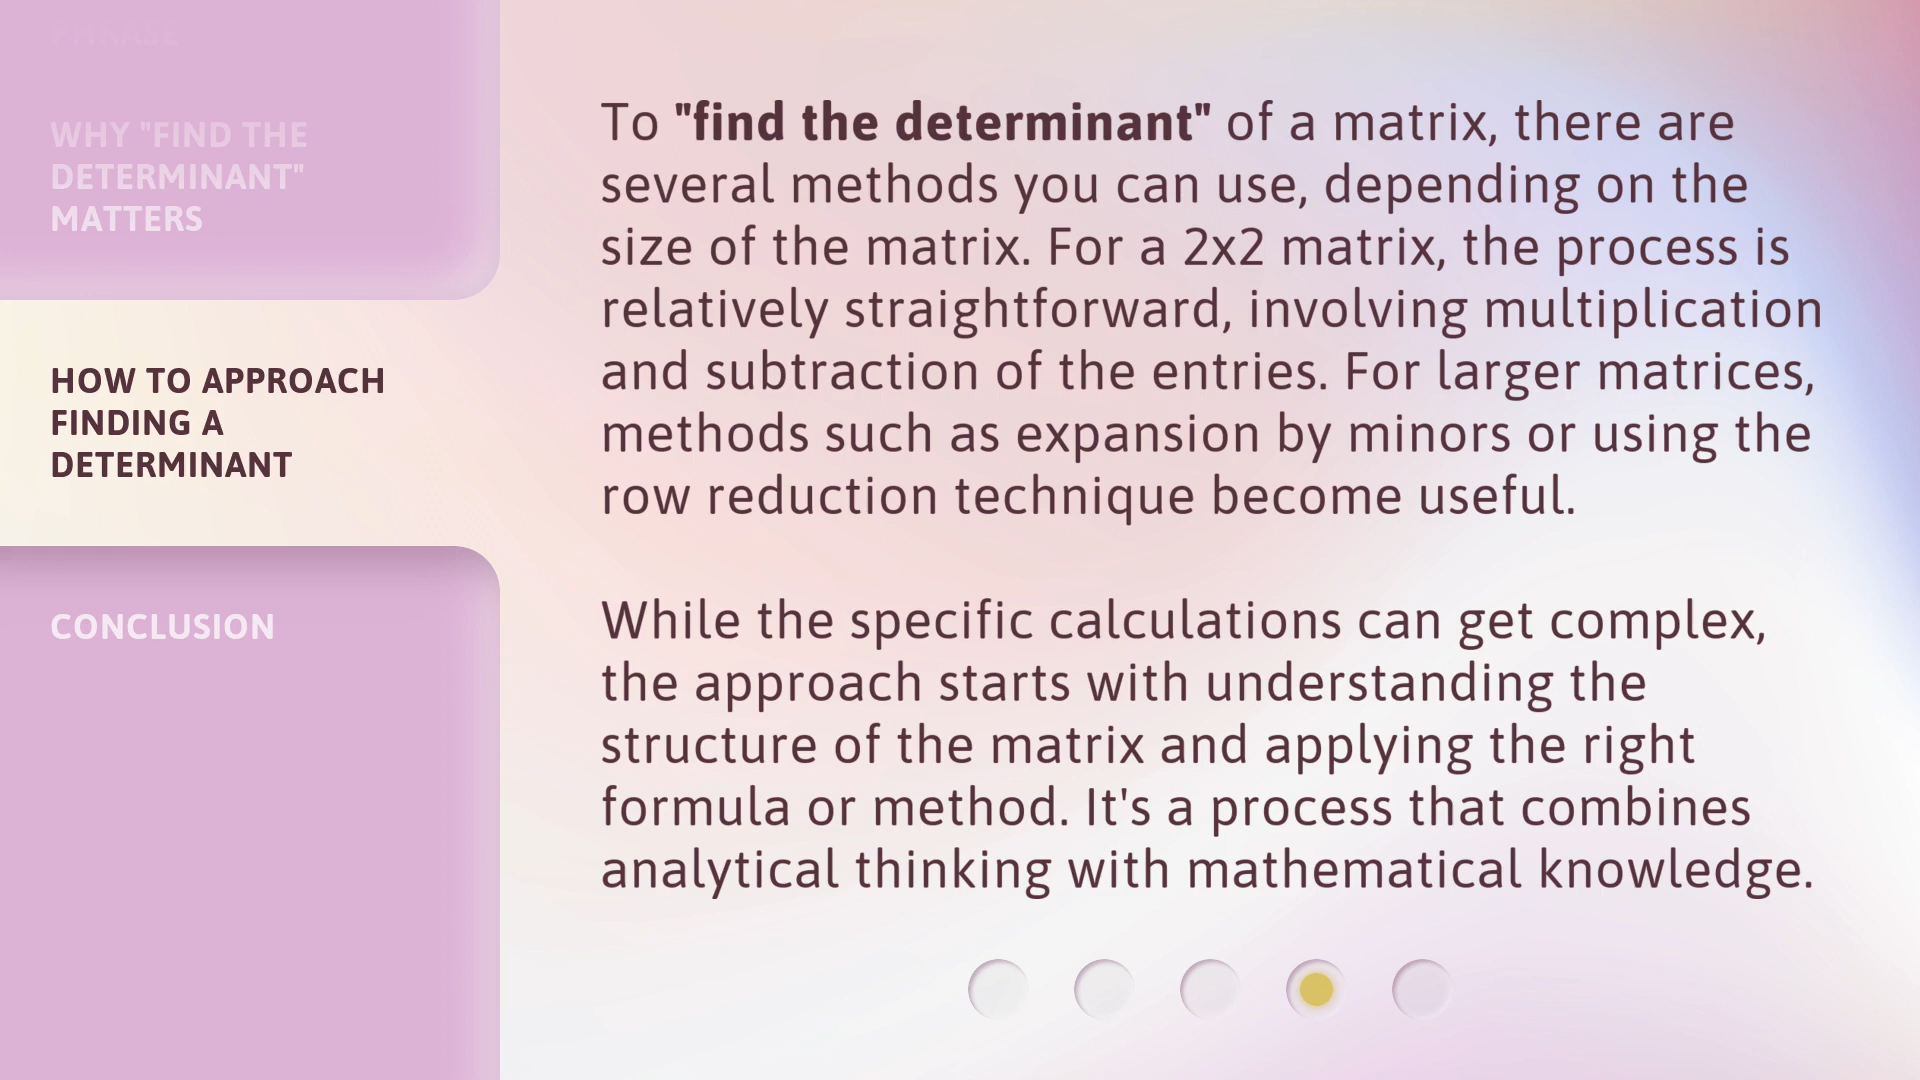 PHRASE
WHY "FIND THE
DETERMINANT"
MATTERS
HOW TO APPROACH
FINDING A
DETERMINANT
CONCLUSION
To "find the determinant" of a matrix, there are
several methods you can use, depending on the
size of the matrix. For a 2x2 matrix, the process is
relatively straightforward, involving multiplication
and subtraction of the entries. For larger matrices,
methods such as expansion by minors or using the
row reduction technique become useful.
While the specific calculations can get complex,
the approach starts with understanding the
structure of the matrix and applying the right
formula or method. It's a process that combines
analytical thinking with mathematical knowledge.